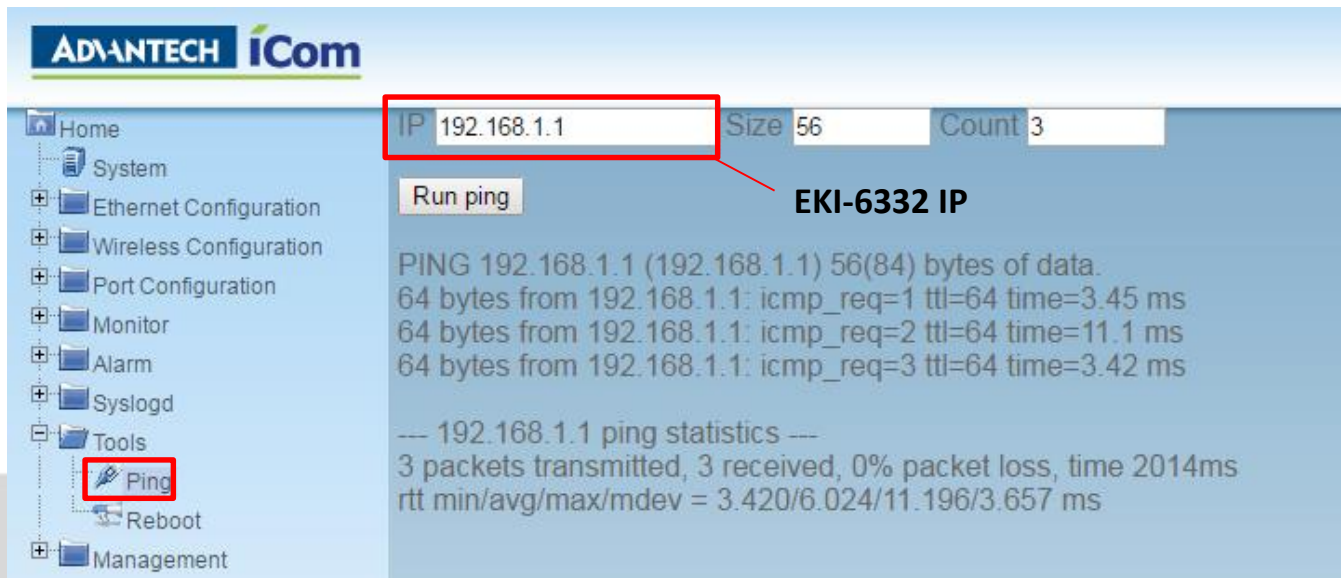 ADVANTECH iCom
Home
System
Ethernet Configuration
Wireless Configuration
Port Configuration
Monitor
Alarm
Syslogd
Tools
Ping
Reboot
Management
IP 192.168.1.1 Size 56 Count 3
Run ping
EKI-6332 IP
PING 192.168.1.1 (192.168.1.1) 56(84) bytes of data.
64 bytes from 192.168.1.1: icmp_req=1 ttl=64 time=3.45 ms
64 bytes from 192.168.1.1: icmp_req=2 ttl=64 time=11.1 ms
64 bytes from 192.168.1.1: icmp_req=3 ttl=64 time=3.42 ms
--- 192.168.1.1 ping statistics ---
3 packets transmitted, 3 received, 0% packet loss, time 2014ms
rtt min/avg/max/mdev = 3.420/6.024/11.196/3.657 ms